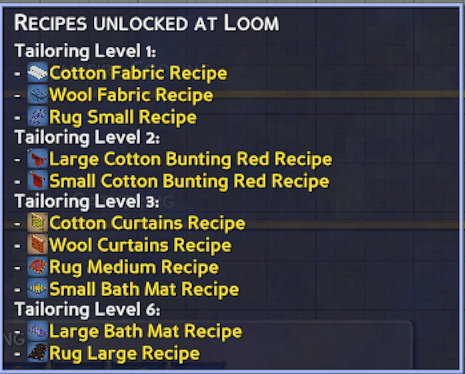 Recipes unlocked at Loom
Tailoring Level 1:
- Cotton Fabric Recipe
- Wool Fabric Recipe
- Rug Small Recipe
Tailoring Level 2:
- Large Cotton Bunting Red Recipe
- Small Cotton Bunting Red Recipe
Tailoring Level 3:
- Cotton Curtains Recipe
- Wool Curtains Recipe
- Rug Medium Recipe
- Small Bath Mat Recipe
Tailoring Level 6:
- Large Bath Mat Recipe
- Rug Large Recipe